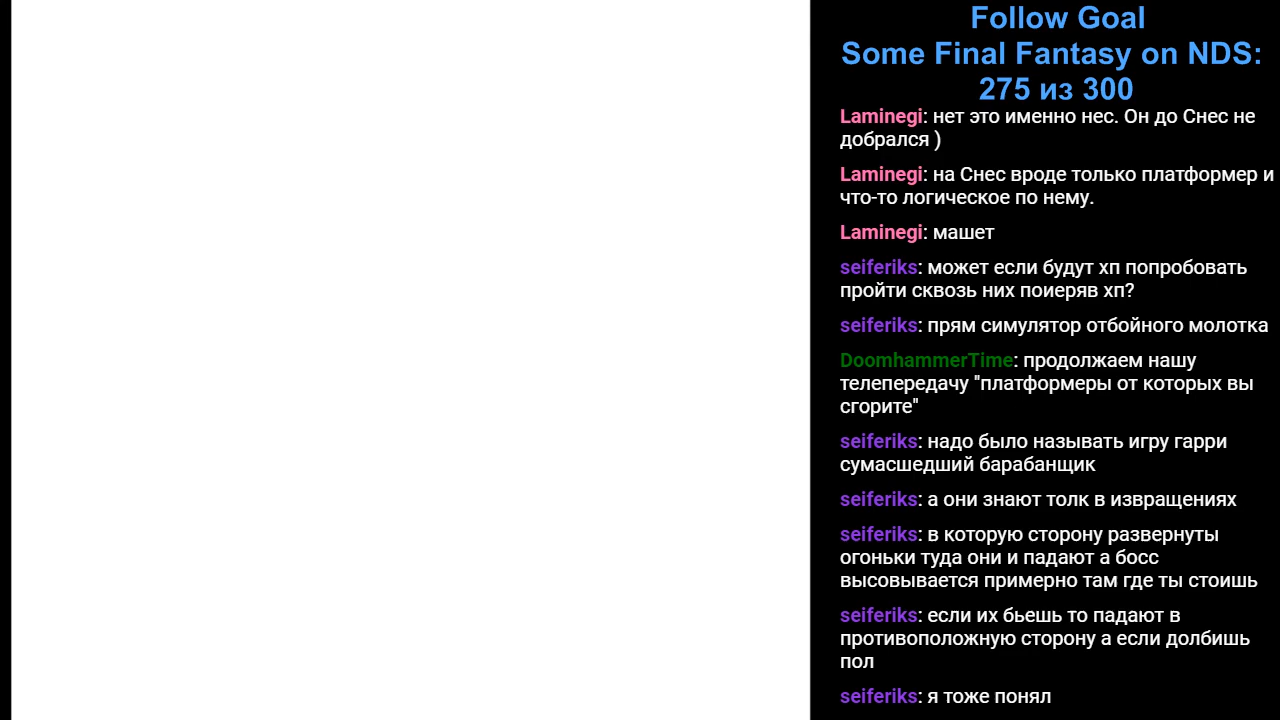 Follow Goal
Some Final Fantasy on NDS:
275 из 300
Laminegi: нет это именно нес. Он до Снес не
добрался )
Laminegi: на Снес вроде только платформер и
что-то логическое по нему.
Laminegi: машет
seiferiks: может если будут хп попробовать
пройти сквозь них поиеряв хп?
seiferiks: прям симулятор отбойного молотка
DoomhammerTime: продолжаем нашу
телепередачу "платформеры от которых вы
сгорите"
seiferiks: надо было называть игру гарри
сумасшедший барабанщик
seiferiks: а они знают толк в извращениях
seiferiks: в которую сторону развернуты
огоньки туда они и падают а босс
высовывается примерно там где ты стоишь
seiferiks: если их бьешь то падают в
противоположную сторону а если долбишь
пол
seiferiks: я тоже понял